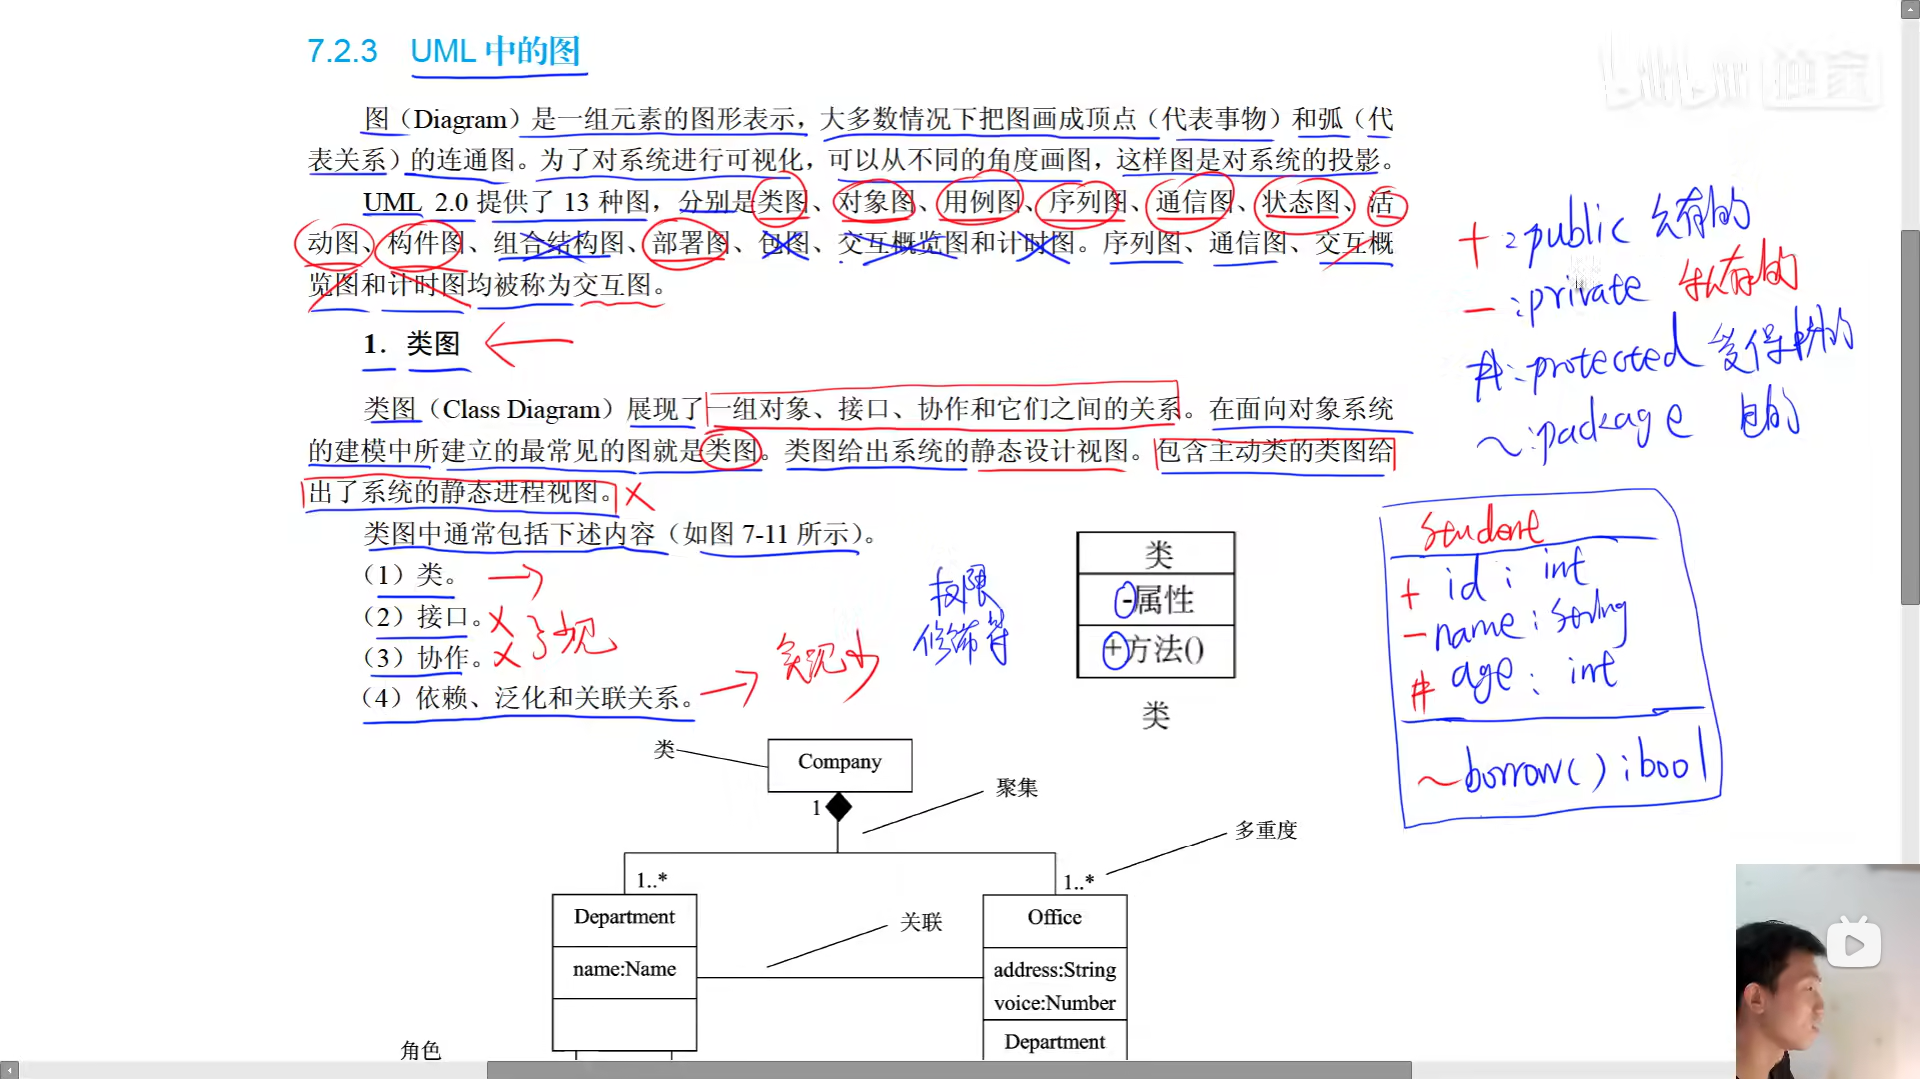 7.2.3 UML 中的图
图（Diagram）是一组元素的图形表示，大多数情况下把图画成顶点（代表事物）和弧（代
表关系）的连通图。为了对系统进行可视化，可以从不同的角度画图，这样图是对系统的投影。
UML 2.0 提供了 13 种图，分别是类图、对象图、用例图、序列图、通信图、状态图、活
动图、构件图、组合结构图、部署图、包图、交互概览图和计时图。序列图、通信图、交互概
览图和计时图均被称为交互图。
1. 类图
类图（Class Diagram）展现了一组对象、接口、协作和它们之间的关系。在面向对象系统
的建模中所建立的最常见的图就是类图。类图给出系统的静态设计视图。包含主动类的类图给
出了系统的静态进程视图。
类图中通常包括下述内容（如图 7-11 所示）。
（1）类。
（2）接口。
（3）协作。
（4）依赖、泛化和关联关系。
权限
修饰符
类
-属性
+方法()
类
+ : public 公有的
- : private 私有的
# : protected 受保护的
~ : package 包的
Student
+ id : int
- name : String
# age : int
~ borrow() : bool
类
Company
1
聚集
多重度
1..*
1..*
Department
name:Name
关联
Office
address:String
voice:Number
Department
角色
bilibili 独家